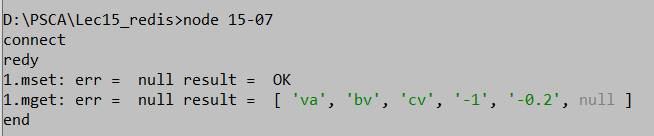 D:\PSCA\Lec15_redis>node 15-07
connect
redy
1.mset: err =  null result =  OK
1.mget: err =  null result =  [ 'va', 'bv', 'cv', '-1', '-0.2', null ]
end